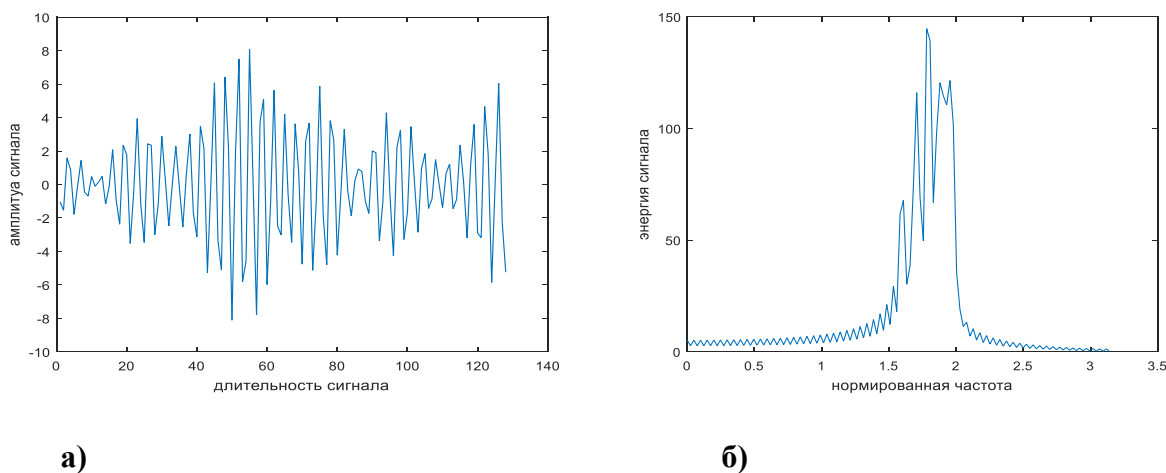 10
8
6
4
2
0
-2
-4
-6
-8
-10
0 20 40 60 80 100 120 140
амплитуа сигнала
длительность сигнала
а)
150
100
50
0
0 0.5 1 1.5 2 2.5 3 3.5
энергия сигнала
нормированная частота
б)